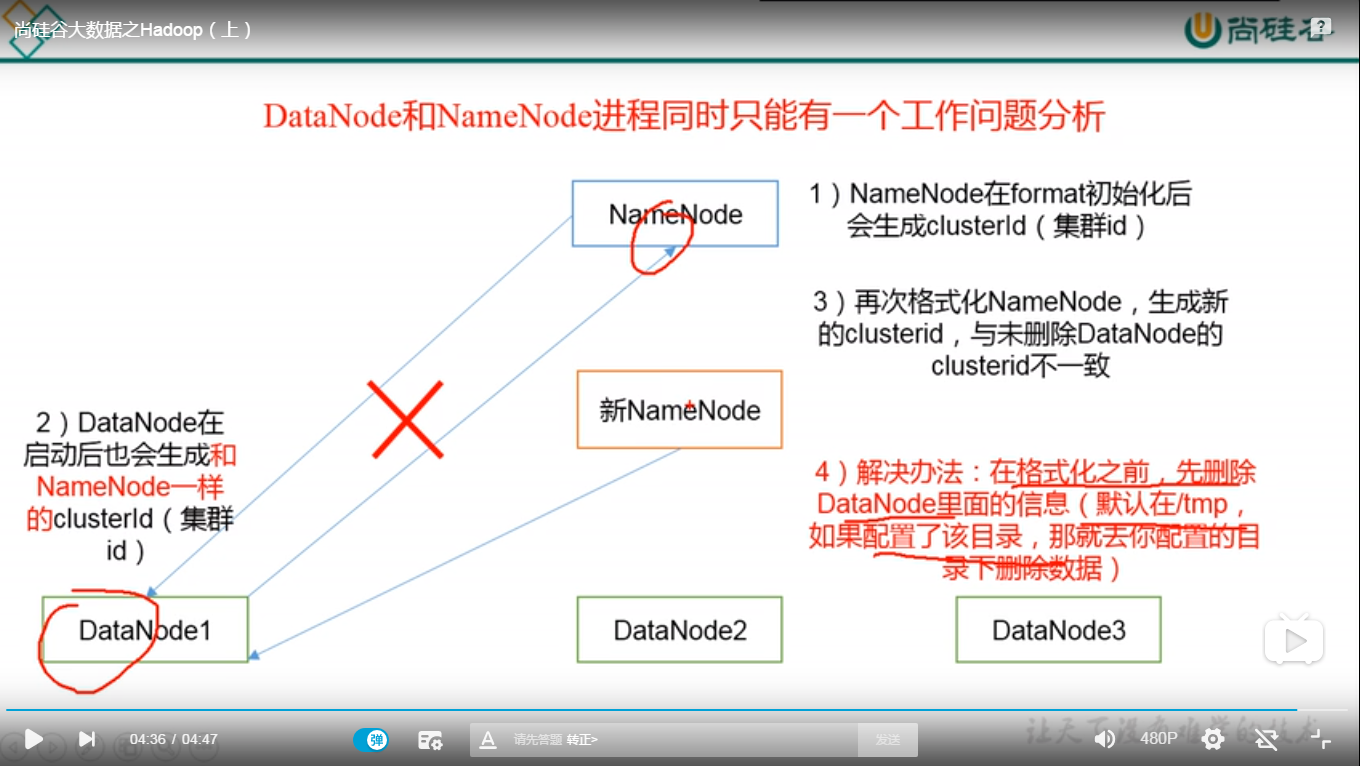 尚硅谷大数据之Hadoop（上）
尚硅谷
?
DataNode和NameNode进程同时只能有一个工作问题分析
NameNode
1）NameNode在format初始化后
会生成clusterId（集群id）
3）再次格式化NameNode，生成新
的clusterid，与未删除DataNode的
clusterid不一致
新NameNode
2）DataNode在
启动后也会生成和
NameNode一样
的clusterId（集群
id）
4）解决办法：在格式化之前，先删除
DataNode里面的信息（默认在/tmp，
如果配置了该目录，那就去你配置的目
录下删除数据）
DataNode1
DataNode2
DataNode3
让天下没有难学的技术
04:36 / 04:47
弹
A
请先答题 转正>
发送
480P